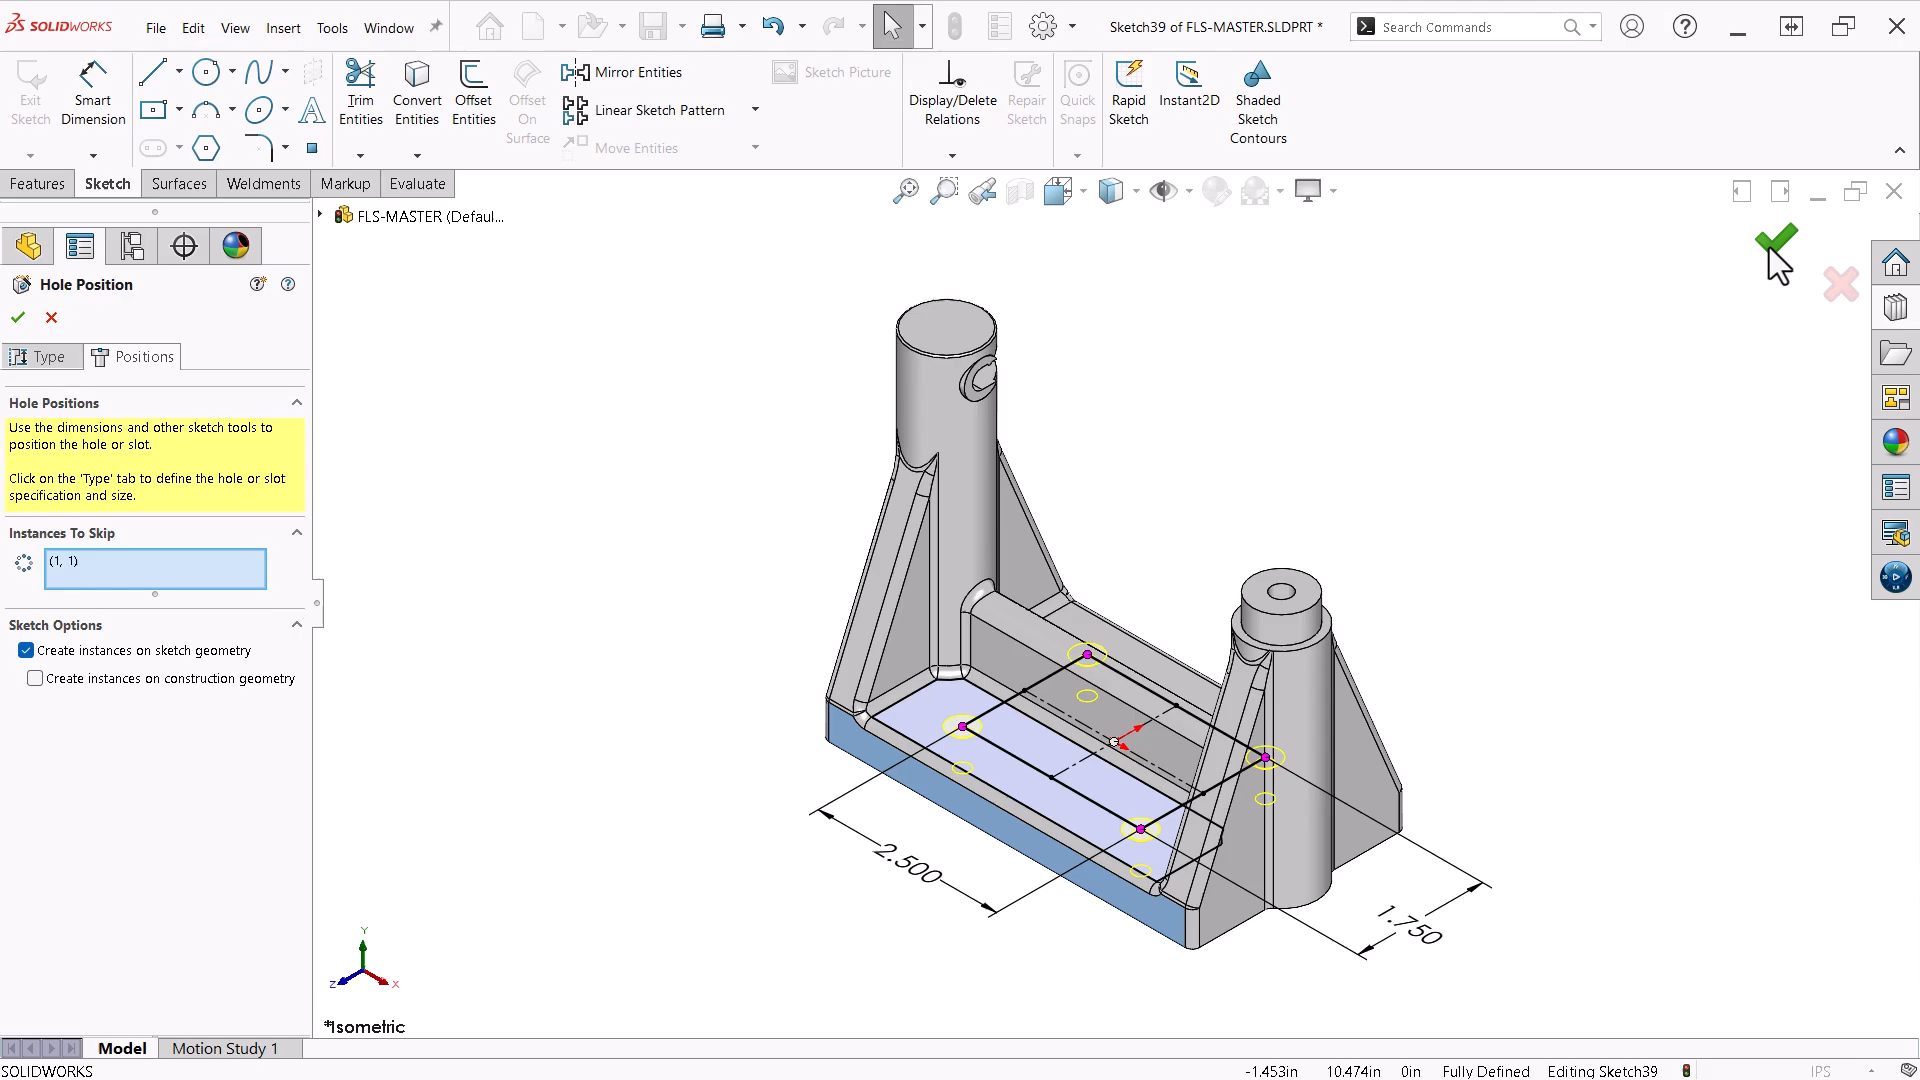 SOLIDWORKS
File Edit View Insert Tools Window
Sketch39 of FLS-MASTER.SLDPRT *
Search Commands
Exit Sketch
Smart Dimension
Trim Entities
Convert Entities
Offset Entities
Offset On Surface
Mirror Entities
Linear Sketch Pattern
Move Entities
Sketch Picture
Display/Delete Relations
Repair Sketch
Quick Snaps
Rapid Sketch
Instant2D
Shaded Sketch Contours
Features Sketch Surfaces Weldments Markup Evaluate
FLS-MASTER (Defaul...
Hole Position
Type Positions
Hole Positions
Use the dimensions and other sketch tools to
position the hole or slot.
Click on the 'Type' tab to define the hole or slot
specification and size.
Instances To Skip
(1, 1)
Sketch Options
Create instances on sketch geometry
Create instances on construction geometry
2.500
1.750
Y
Z
X
*Isometric
Model Motion Study 1
SOLIDWORKS
-1.453in 10.474in 0in Fully Defined Editing Sketch39 IPS